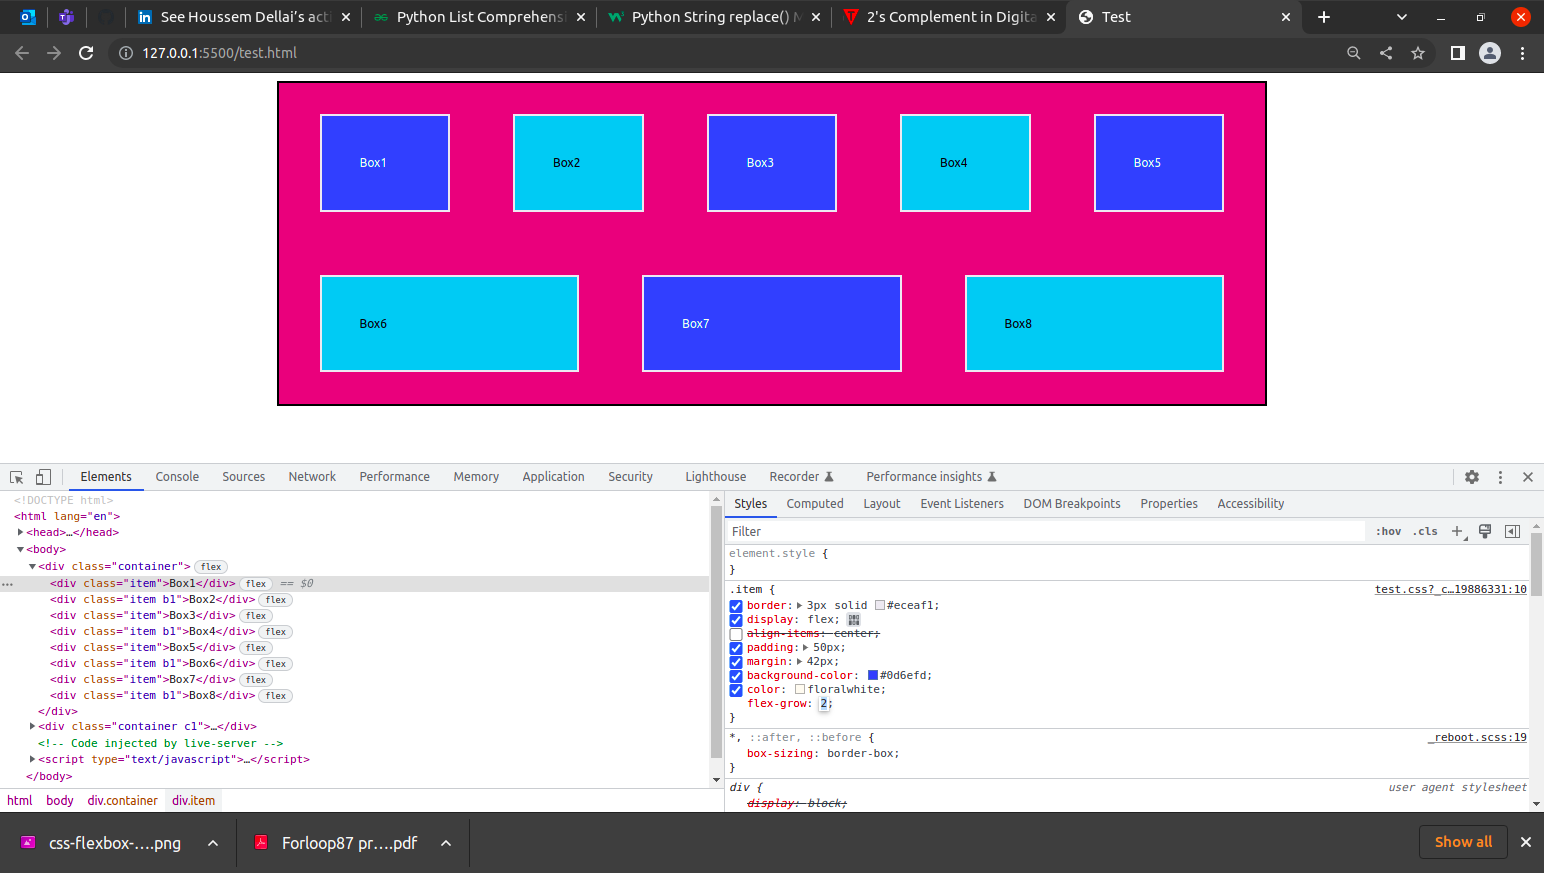 See Houssem Dellai's acti
Python List Comprehensi
Python String replace() M
2's Complement in Digita
Test
127.0.0.1:5500/test.html
Box1
Box2
Box3
Box4
Box5
Box6
Box7
Box8
Elements
Console
Sources
Network
Performance
Memory
Application
Security
Lighthouse
Recorder
Performance insights
<!DOCTYPE html>
<html lang="en">
<head>…</head>
<body>
<div class="container"> flex
<div class="item">Box1</div> flex == $0
<div class="item b1">Box2</div> flex
<div class="item">Box3</div> flex
<div class="item b1">Box4</div> flex
<div class="item">Box5</div> flex
<div class="item b1">Box6</div> flex
<div class="item">Box7</div> flex
<div class="item b1">Box8</div> flex
</div>
<div class="container c1">…</div>
<!-- Code injected by live-server -->
<script type="text/javascript">…</script>
</body>
html body div.container div.item
Styles
Computed
Layout
Event Listeners
DOM Breakpoints
Properties
Accessibility
Filter
:hov .cls
element.style {
}
.item { test.css?_c…19886331:10
border: 3px solid #eceaf1;
display: flex;
align-items: center;
padding: 50px;
margin: 42px;
background-color: #0d6efd;
color: floralwhite;
flex-grow: 2;
}
*, ::after, ::before { _reboot.scss:19
box-sizing: border-box;
}
div { user agent stylesheet
display: block;
css-flexbox-....png
Forloop87 pr....pdf
Show all